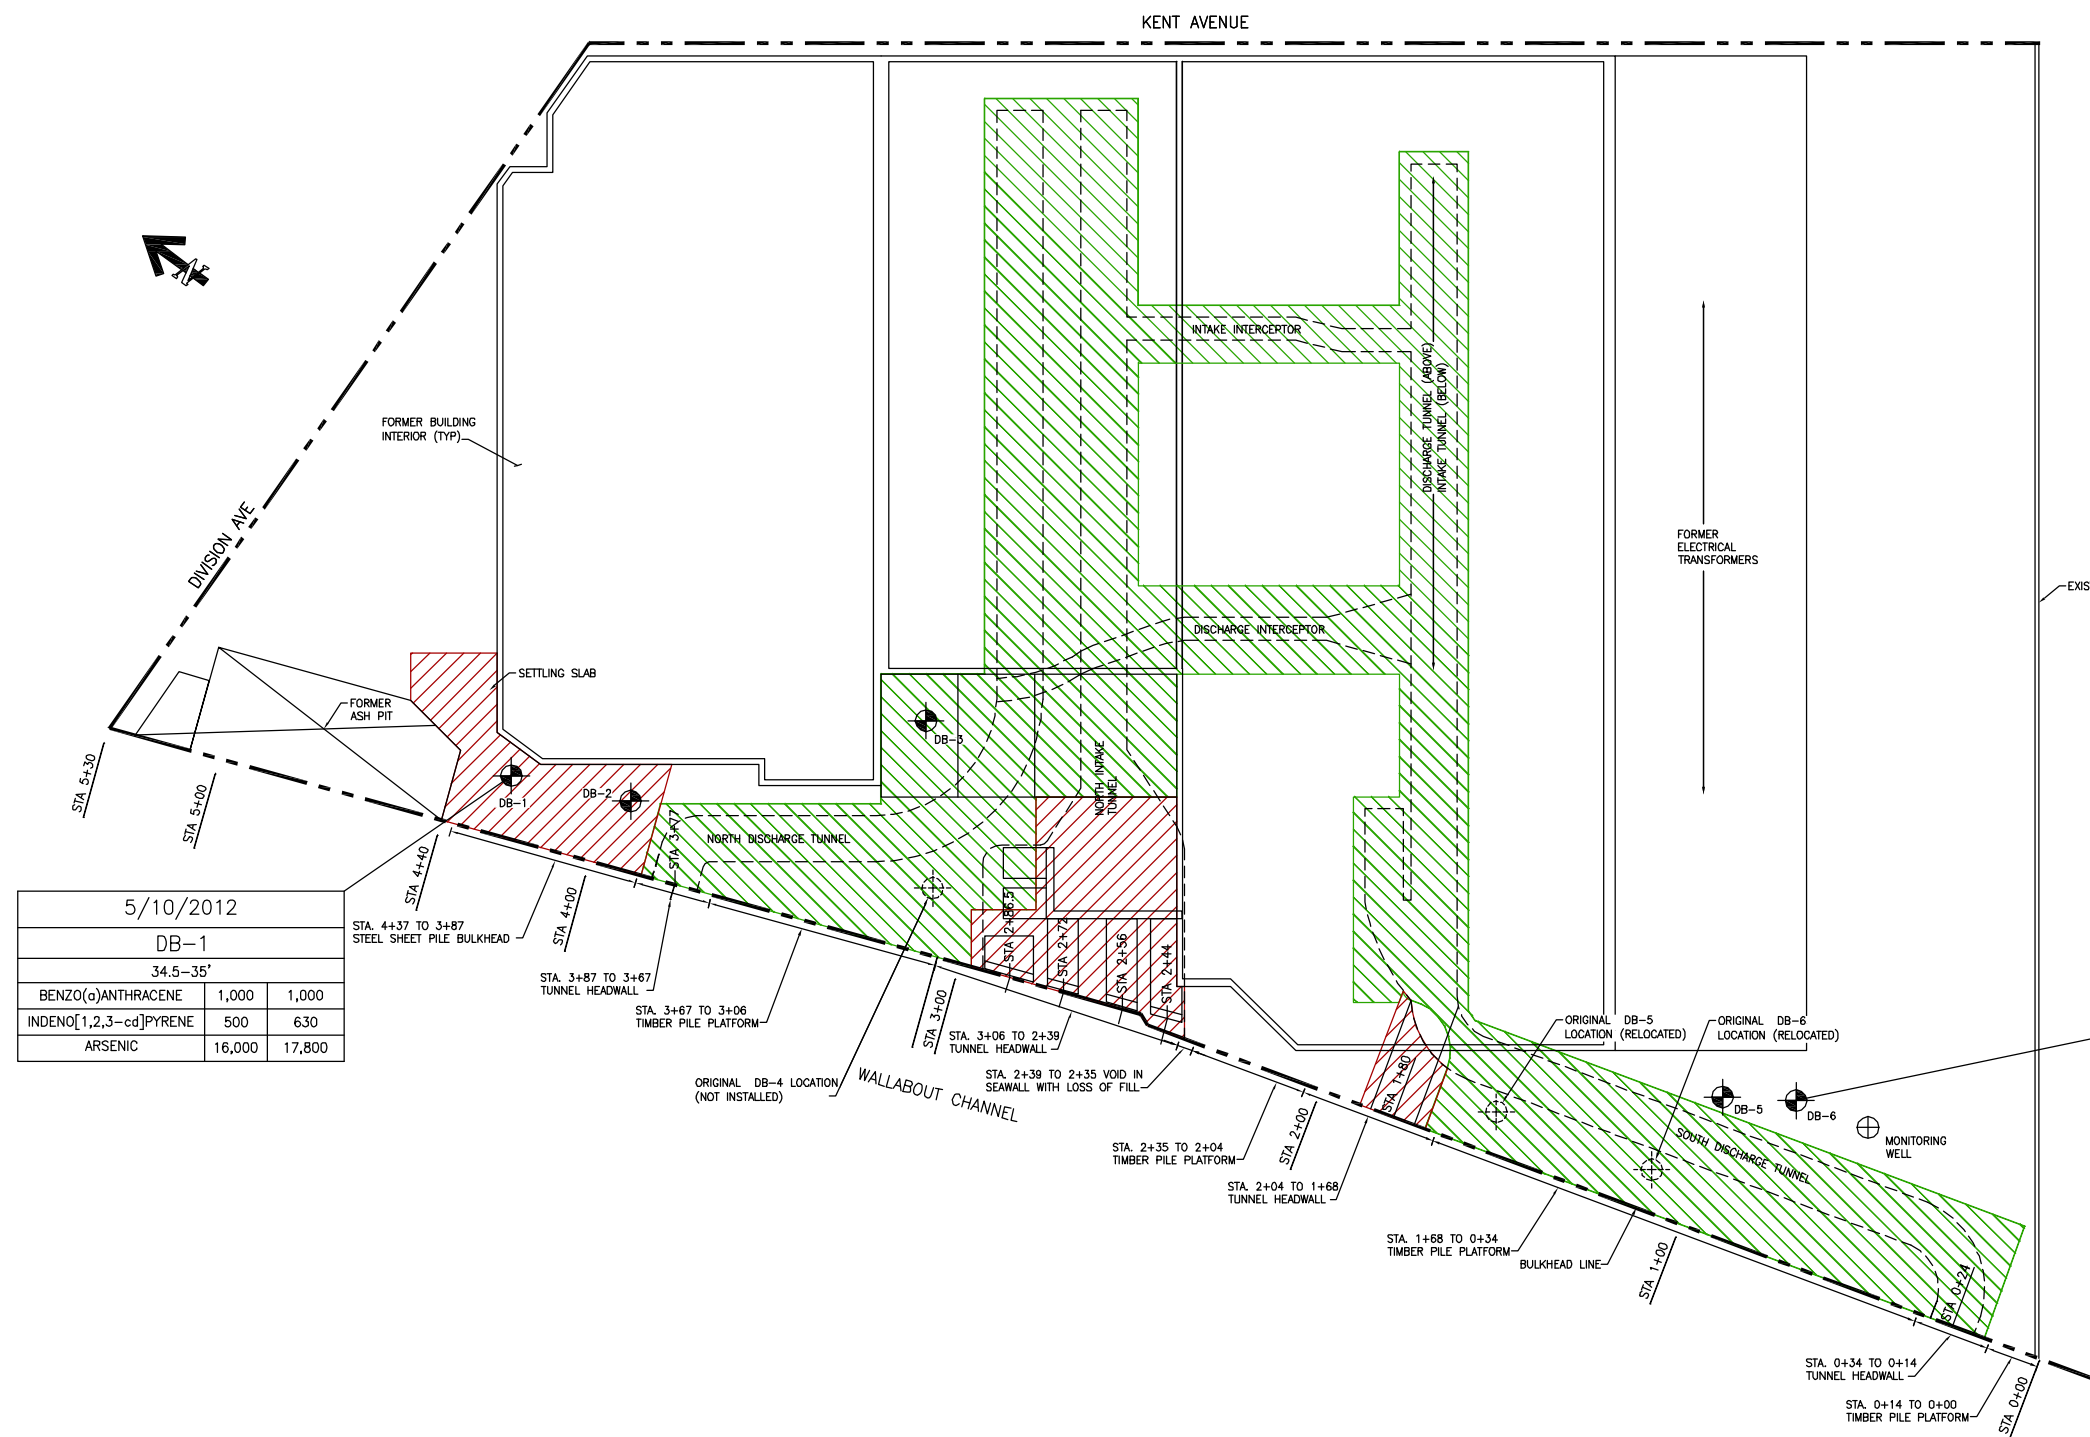 KENT AVENUE
N
DIVISION AVE
FORMER BUILDING
INTERIOR (TYP)
INTAKE INTERCEPTOR
DISCHARGE TUNNEL (ABOVE)
INTAKE TUNNEL (BELOW)
FORMER
ELECTRICAL
TRANSFORMERS
EXIS
DISCHARGE INTERCEPTOR
SETTLING SLAB
FORMER
ASH PIT
DB-3
NORTH INTAKE
TUNNEL
DB-1
DB-2
STA 5+30
STA 5+00
STA 4+40
STA 4+00
STA 3+77
NORTH DISCHARGE TUNNEL
STA 2+86.5
STA 2+72
STA 2+56
STA 2+44
5/10/2012
DB-1
34.5-35'
BENZO(a)ANTHRACENE 1,000 1,000
INDENO[1,2,3-cd]PYRENE 500 630
ARSENIC 16,000 17,800
STA. 4+37 TO 3+87
STEEL SHEET PILE BULKHEAD
STA. 3+87 TO 3+67
TUNNEL HEADWALL
STA. 3+67 TO 3+06
TIMBER PILE PLATFORM
STA 3+00
STA. 3+06 TO 2+39
TUNNEL HEADWALL
STA. 2+39 TO 2+35 VOID IN
SEAWALL WITH LOSS OF FILL
ORIGINAL DB-4 LOCATION
(NOT INSTALLED)
WALLABOUT CHANNEL
STA 1+80
ORIGINAL DB-5
LOCATION (RELOCATED)
ORIGINAL DB-6
LOCATION (RELOCATED)
DB-5
DB-6
MONITORING
WELL
SOUTH DISCHARGE TUNNEL
STA. 2+35 TO 2+04
TIMBER PILE PLATFORM
STA 2+00
STA. 2+04 TO 1+68
TUNNEL HEADWALL
STA. 1+68 TO 0+34
TIMBER PILE PLATFORM
BULKHEAD LINE
STA 1+00
STA 0+24
STA. 0+34 TO 0+14
TUNNEL HEADWALL
STA. 0+14 TO 0+00
TIMBER PILE PLATFORM
STA 0+00